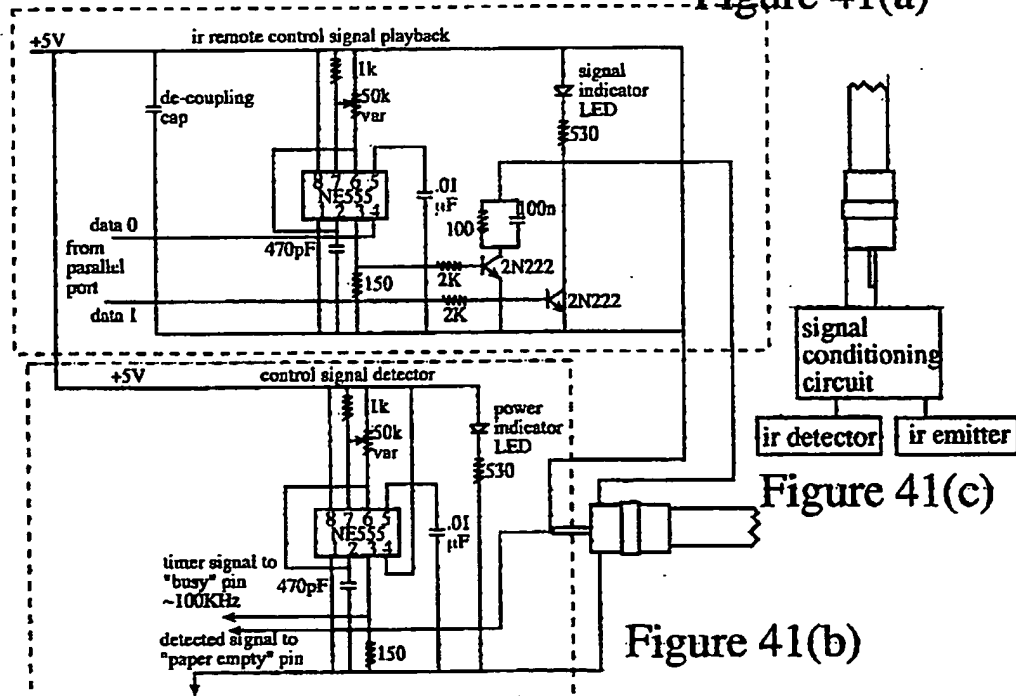 Figure 41(a)
+5V
ir remote control signal playback
1k
50k
var
de-coupling
cap
signal
indicator
LED
530
8 7 6 5
NE555
1 2 3 4
.01
µF
100n
100
data 0
from
parallel
port
470pF
150
2K
2N222
data 1
2K
2N222
+5V
control signal detector
1k
50k
var
power
indicator
LED
530
8 7 6 5
NE555
1 2 3 4
.01
µF
timer signal to
"busy" pin
~100KHz
470pF
detected signal to
"paper empty" pin
150
Figure 41(b)
signal
conditioning
circuit
ir detector
ir emitter
Figure 41(c)